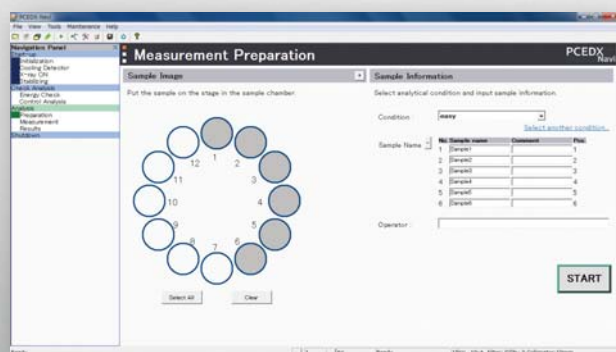 PCEDX Navi
File View Tools Maintenance Help
Navigation Panel
Start-up
Initialization
Cooling Detector
X-ray ON
Stabilizing
Check Analysis
Energy Check
Control Analysis
Analysis
Preparation
Measurement
Results
Shutdown
Measurement Preparation
PCEDX
Navi
Sample Image
Put the sample on the stage in the sample chamber.
1
2
3
4
5
6
7
8
9
10
11
12
Select All
Clear
Sample Information
Select analytical condition and input sample information.
Condition :
many
Select another condition...
Sample Name
No. Sample name Comment Pos.
1 Sample1 1
2 Sample2 2
3 Sample3 3
4 Sample4 4
5 Sample5 5
6 Sample6 6
Operator :
START
Ready